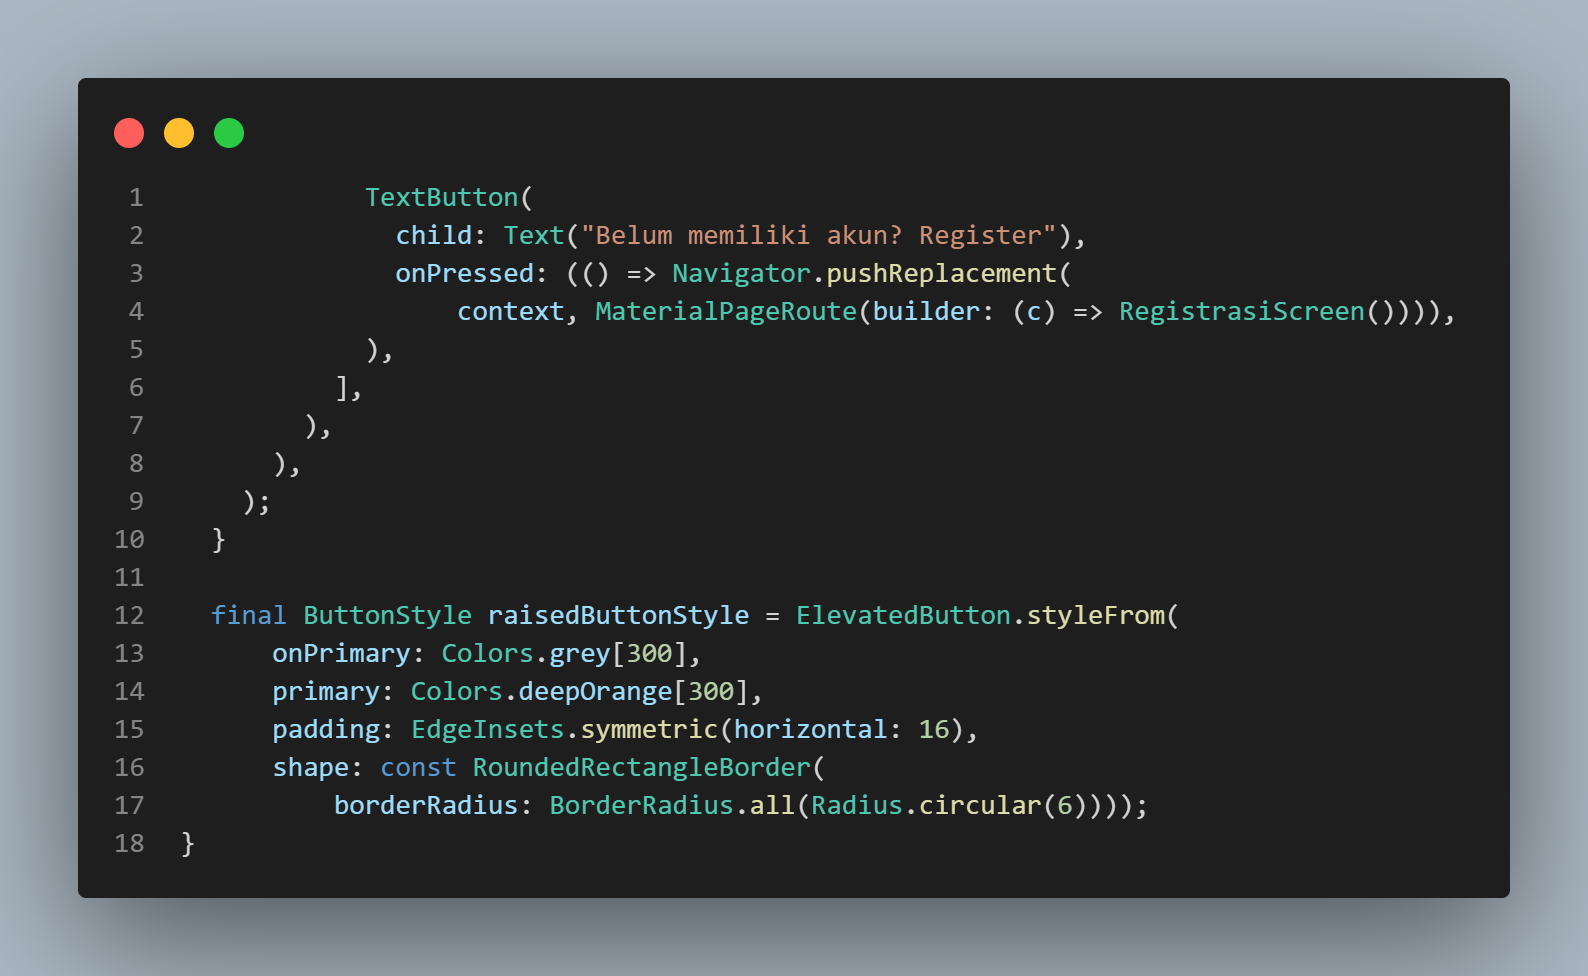 1 TextButton(
2 child: Text("Belum memiliki akun? Register"),
3 onPressed: (() => Navigator.pushReplacement(
4 context, MaterialPageRoute(builder: (c) => RegistrasiScreen()))),
5 ),
6 ],
7 ),
8 ),
9 );
10 }
11
12 final ButtonStyle raisedButtonStyle = ElevatedButton.styleFrom(
13 onPrimary: Colors.grey[300],
14 primary: Colors.deepOrange[300],
15 padding: EdgeInsets.symmetric(horizontal: 16),
16 shape: const RoundedRectangleBorder(
17 borderRadius: BorderRadius.all(Radius.circular(6))));
18 }